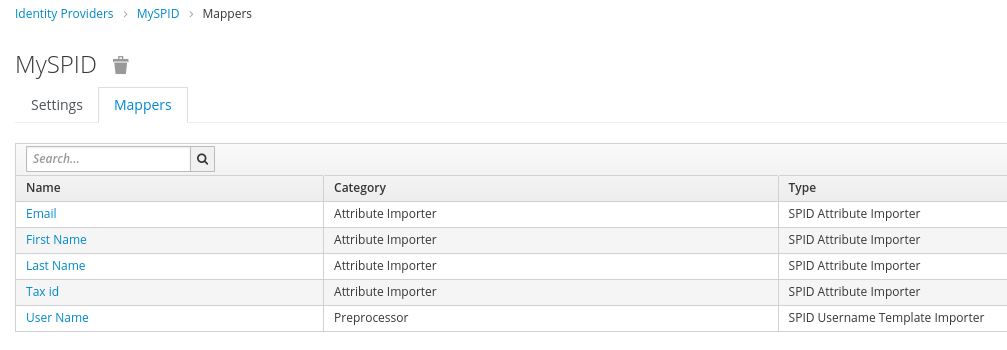 Identity Providers > MySPID > Mappers
MySPID
Settings Mappers
Search...
Name Category Type
Email Attribute Importer SPID Attribute Importer
First Name Attribute Importer SPID Attribute Importer
Last Name Attribute Importer SPID Attribute Importer
Tax id Attribute Importer SPID Attribute Importer
User Name Preprocessor SPID Username Template Importer